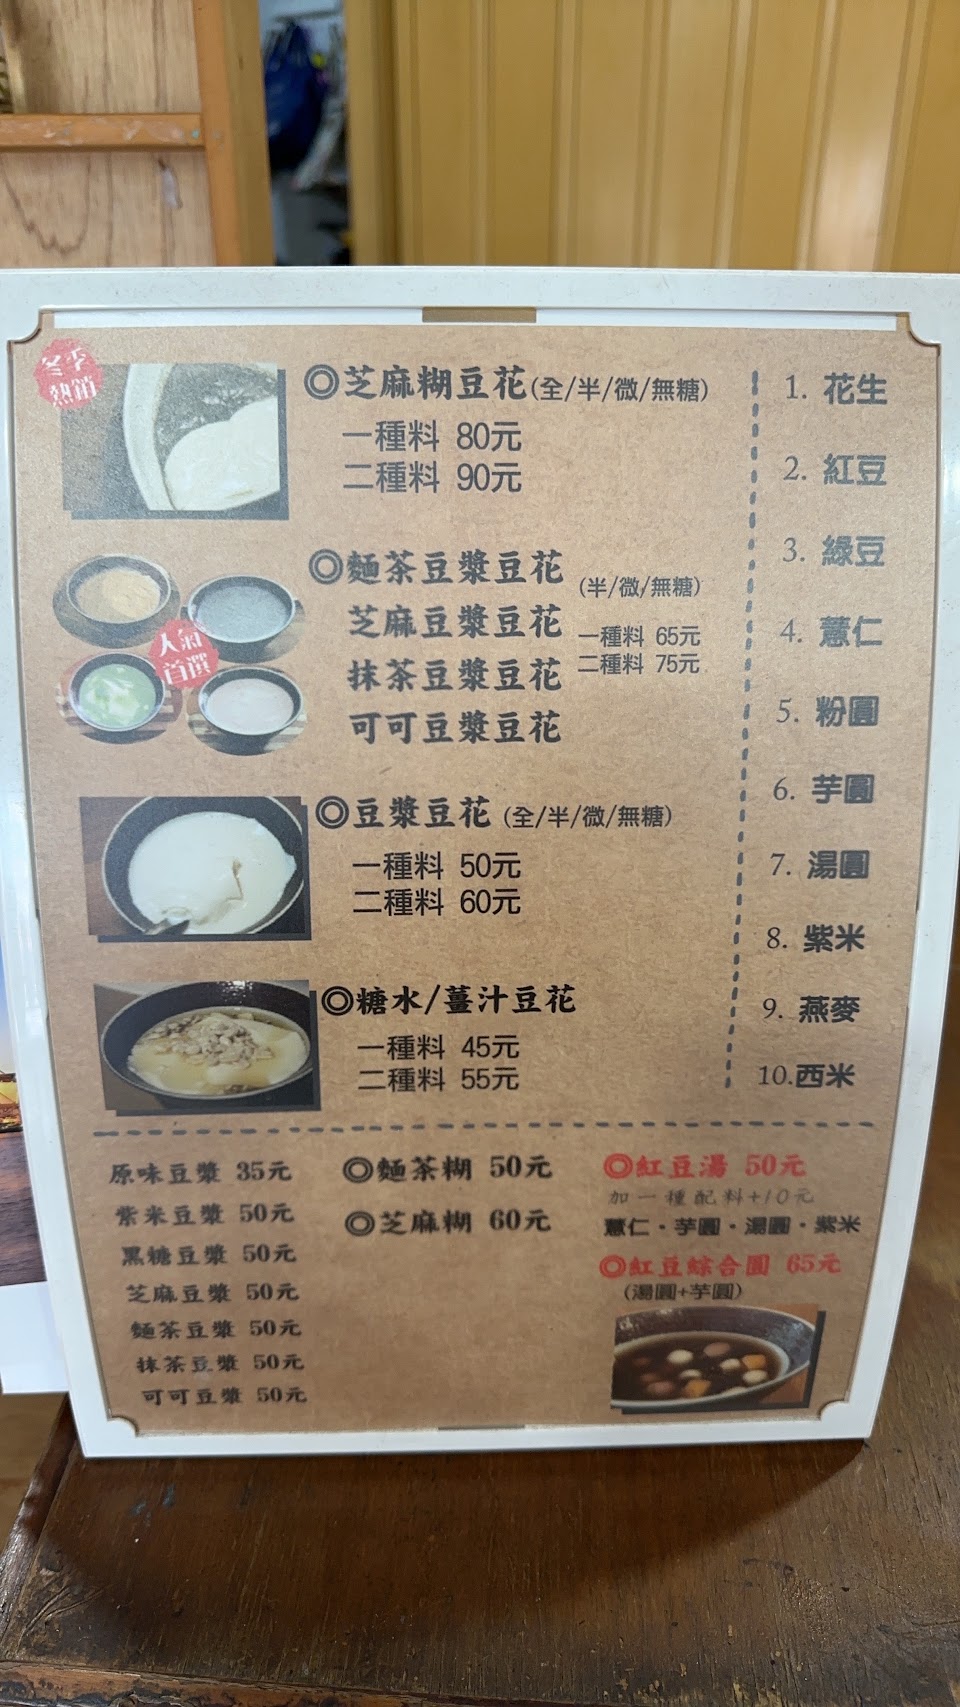 冬季
熱銷
◎芝麻糊豆花(全/半/微/無糖)
一種料 80元
二種料 90元
人氣
首選
◎麵茶豆漿豆花
芝麻豆漿豆花
抹茶豆漿豆花
可可豆漿豆花
(半/微/無糖)
一種料 65元
二種料 75元
◎豆漿豆花 (全/半/微/無糖)
一種料 50元
二種料 60元
◎糖水/薑汁豆花
一種料 45元
二種料 55元
1. 花生
2. 紅豆
3. 綠豆
4. 薏仁
5. 粉圓
6. 芋圓
7. 湯圓
8. 紫米
9. 燕麥
10.西米
原味豆漿 35元
紫米豆漿 50元
黑糖豆漿 50元
芝麻豆漿 50元
麵茶豆漿 50元
抹茶豆漿 50元
可可豆漿 50元
◎麵茶糊 50元
◎芝麻糊 60元
◎紅豆湯 50元
加一種配料+10元
薏仁・芋圓・湯圓・紫米
◎紅豆綜合圓 65元
(湯圓+芋圓)